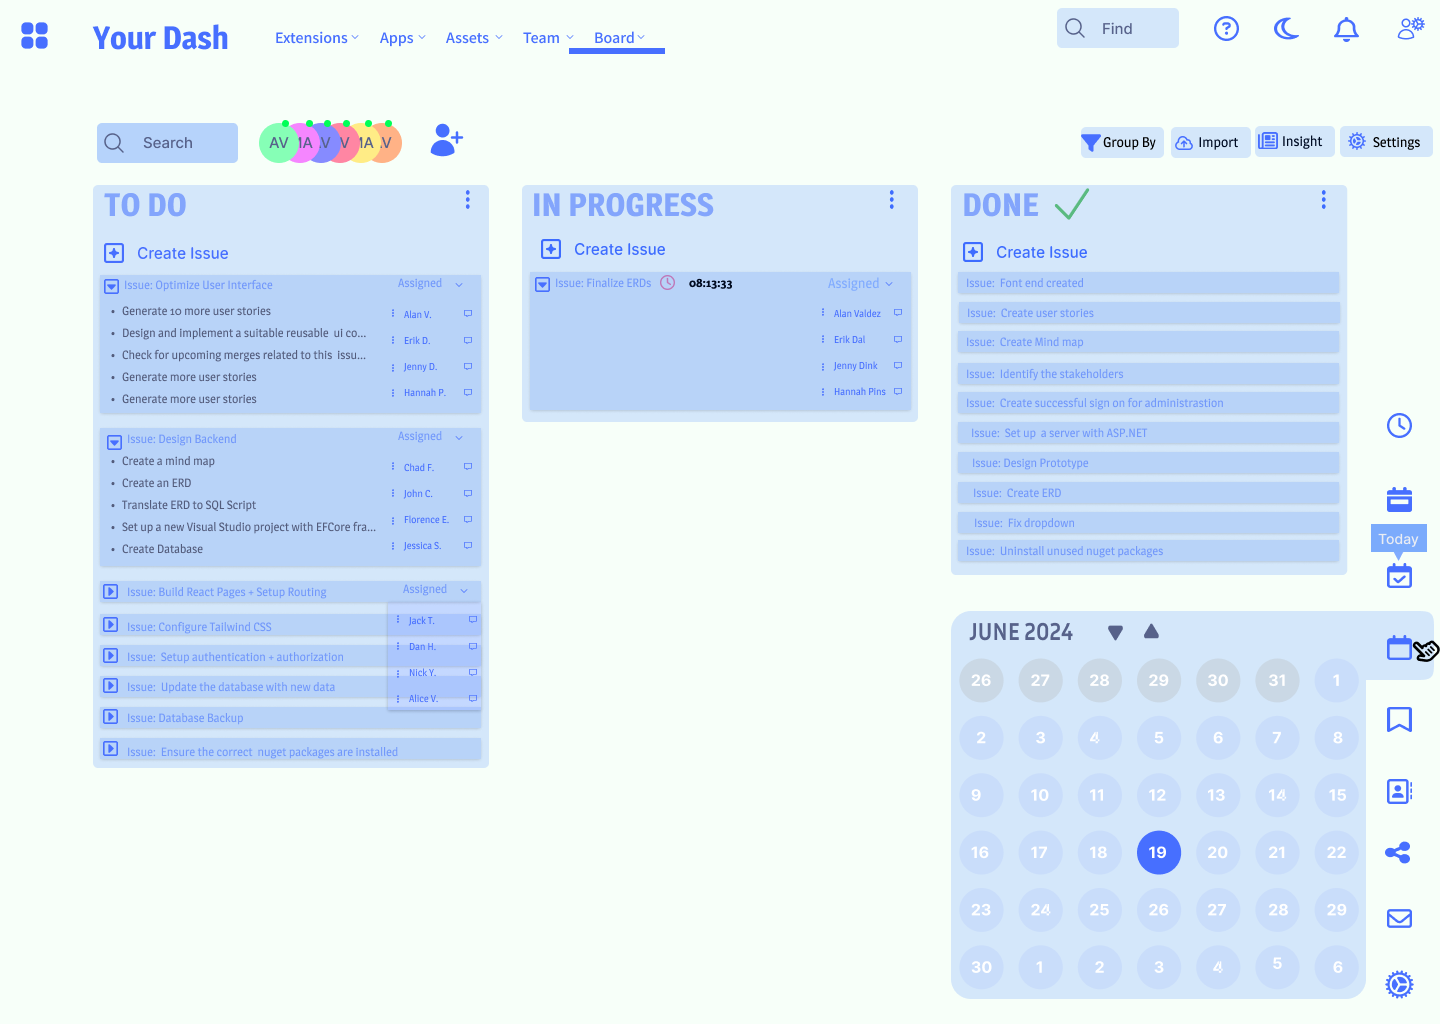 Your Dash
Extensions Apps Assets Team Board
Find
Search
AV IA V V IA .V
Group By Import Insight Settings
TO DO
Create Issue
Issue: Optimize User Interface Assigned
• Generate 10 more user stories
• Design and implement a suitable reusable ui co...
• Check for upcoming merges related to this issu...
• Generate more user stories
• Generate more user stories
Alan V.
Erik D.
Jenny D.
Hannah P.
Issue: Design Backend Assigned
• Create a mind map
• Create an ERD
• Translate ERD to SQL Script
• Set up a new Visual Studio project with EFCore fra...
• Create Database
Chad F.
John C.
Florence E.
Jessica S.
Issue: Build React Pages + Setup Routing Assigned
Issue: Configure Tailwind CSS
Issue: Setup authentication + authorization
Issue: Update the database with new data
Issue: Database Backup
Issue: Ensure the correct nuget packages are installed
Jack T.
Dan H.
Nick Y.
Alice V.
IN PROGRESS
Create Issue
Issue: Finalize ERDs 08:13:33 Assigned
Alan Valdez
Erik Dal
Jenny Dink
Hannah Pins
DONE
Create Issue
Issue: Font end created
Issue: Create user stories
Issue: Create Mind map
Issue: Identify the stakeholders
Issue: Create successful sign on for administrastion
Issue: Set up a server with ASP.NET
Issue: Design Prototype
Issue: Create ERD
Issue: Fix dropdown
Issue: Uninstall unused nuget packages
Today
JUNE 2024
26 27 28 29 30 31 1
2 3 4 5 6 7 8
9 10 11 12 13 14 15
16 17 18 19 20 21 22
23 24 25 26 27 28 29
30 1 2 3 4 5 6